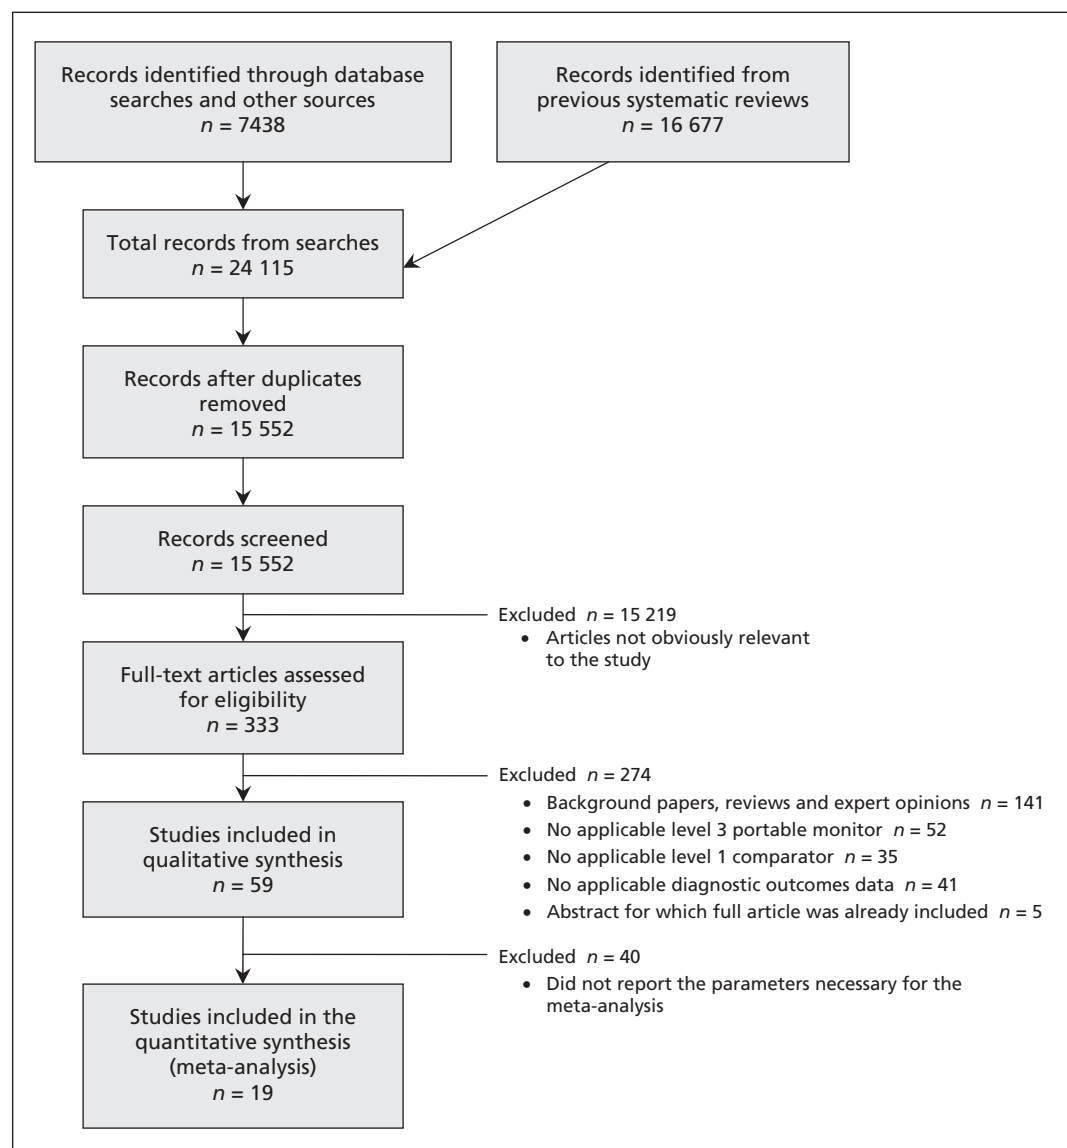 Records identified through database
searches and other sources
n = 7438
Records identified from
previous systematic reviews
n = 16 677
Total records from searches
n = 24 115
Records after duplicates
removed
n = 15 552
Records screened
n = 15 552
Excluded n = 15 219
• Articles not obviously relevant
to the study
Full-text articles assessed
for eligibility
n = 333
Excluded n = 274
• Background papers, reviews and expert opinions n = 141
• No applicable level 3 portable monitor n = 52
• No applicable level 1 comparator n = 35
• No applicable diagnostic outcomes data n = 41
• Abstract for which full article was already included n = 5
Studies included in
qualitative synthesis
n = 59
Excluded n = 40
• Did not report the parameters necessary for the
meta-analysis
Studies included in the
quantitative synthesis
(meta-analysis)
n = 19